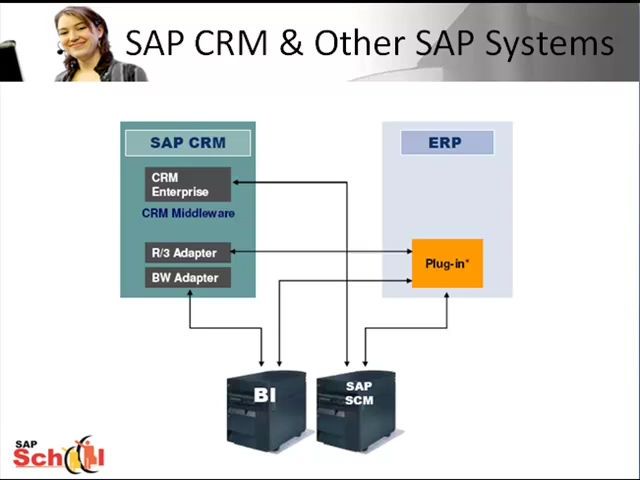 SAP CRM & Other SAP Systems
SAP CRM
ERP
CRM
Enterprise
CRM Middleware
R/3 Adapter
Plug-in*
BW Adapter
BI
SAP
SCM
SAP
School